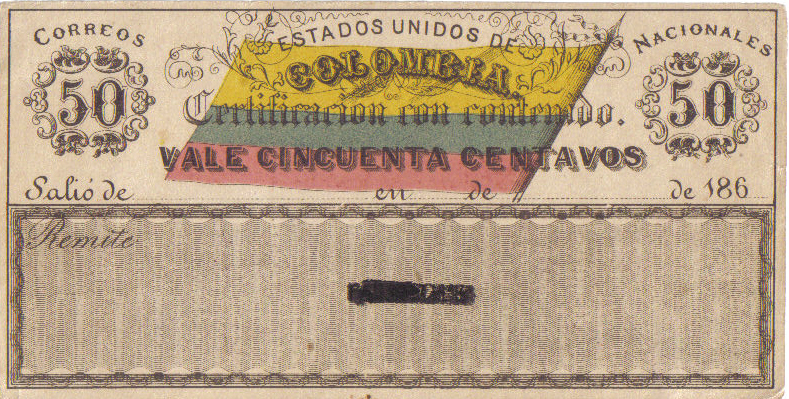 CORREOS
ESTADOS UNIDOS DE
NACIONALES
COLOMBIA.
50
50
Certificacion con contenido.
VALE CINCUENTA CENTAVOS
Salió de en de de 186
Remite